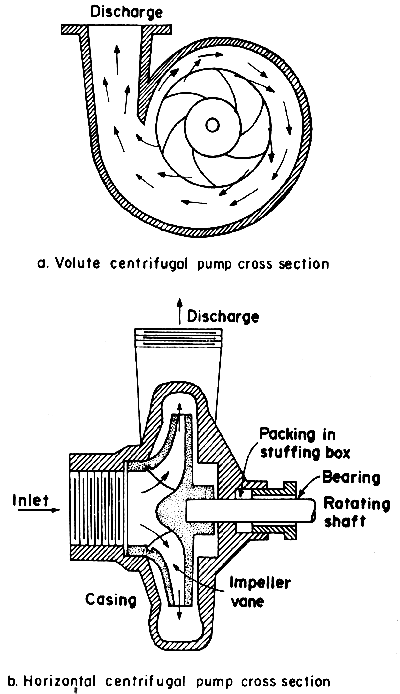 Discharge
a. Volute centrifugal pump cross section
Discharge
Packing in
stuffing box
Bearing
Inlet
Rotating
shaft
Impeller
vane
Casing
b. Horizontal centrifugal pump cross section